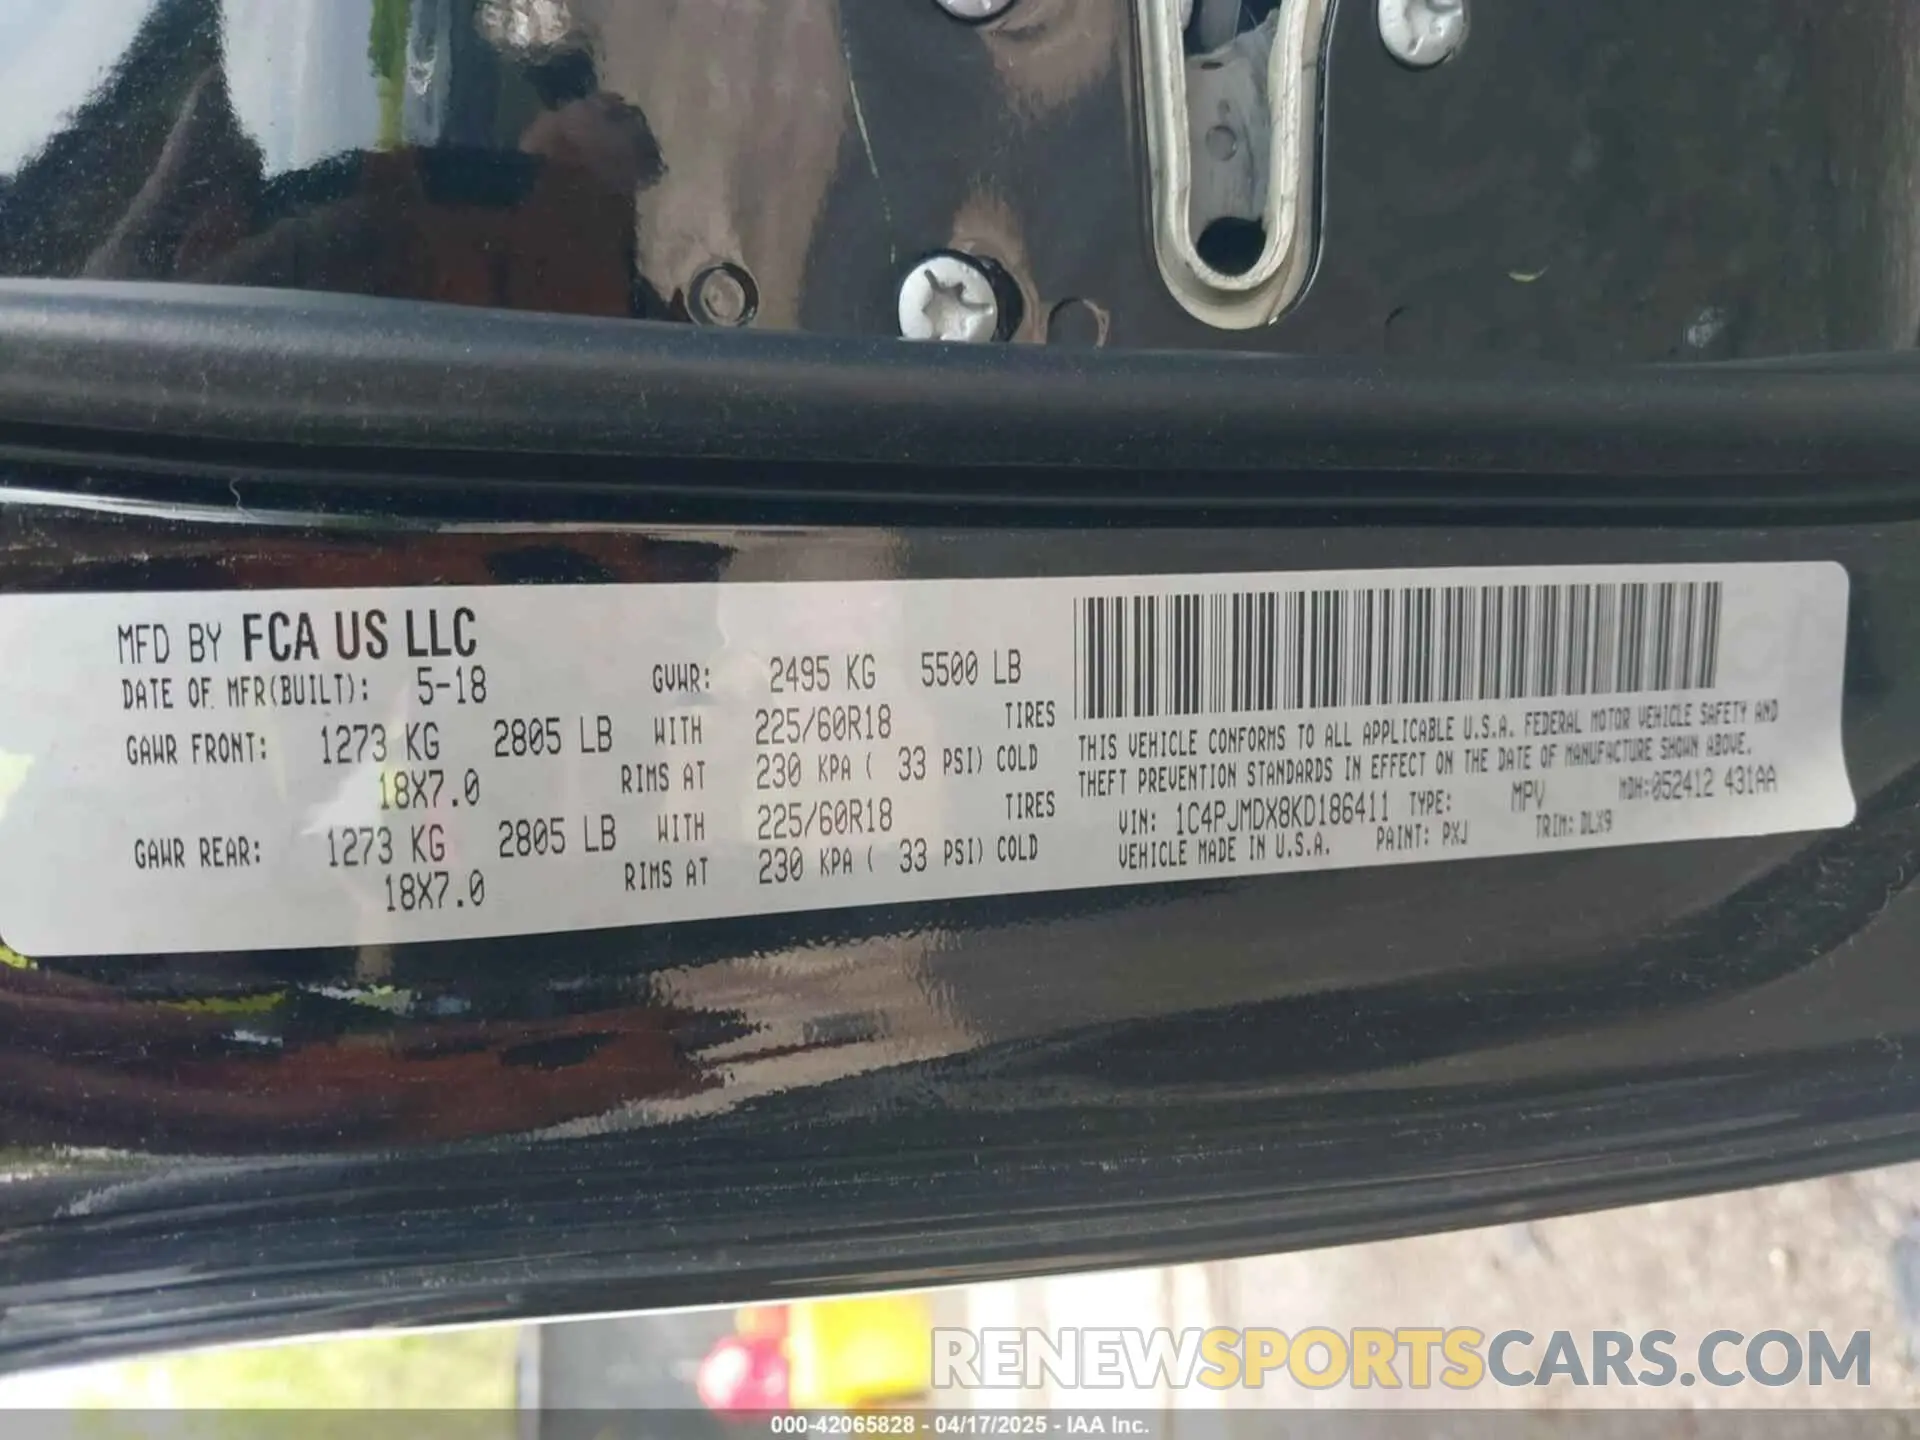 MFD BY FCA US LLC
DATE OF MFR(BUILT): 5-18 GVWR: 2495 KG 5500 LB
GAWR FRONT: 1273 KG 2805 LB WITH 225/60R18 TIRES
18X7.0 RIMS AT 230 KPA ( 33 PSI) COLD
GAWR REAR: 1273 KG 2805 LB WITH 225/60R18 TIRES
18X7.0 RIMS AT 230 KPA ( 33 PSI) COLD
THIS VEHICLE CONFORMS TO ALL APPLICABLE U.S.A. FEDERAL MOTOR VEHICLE SAFETY AND
THEFT PREVENTION STANDARDS IN EFFECT ON THE DATE OF MANUFACTURE SHOWN ABOVE.
VIN: 1C4PJMDX8KD186411 TYPE: MPV MDH:052412 431AA
VEHICLE MADE IN U.S.A. PAINT: PXJ TRIM: DLX9
RENEWSPORTSCARS.COM
000-42065828 - 04/17/2025 - IAA Inc.